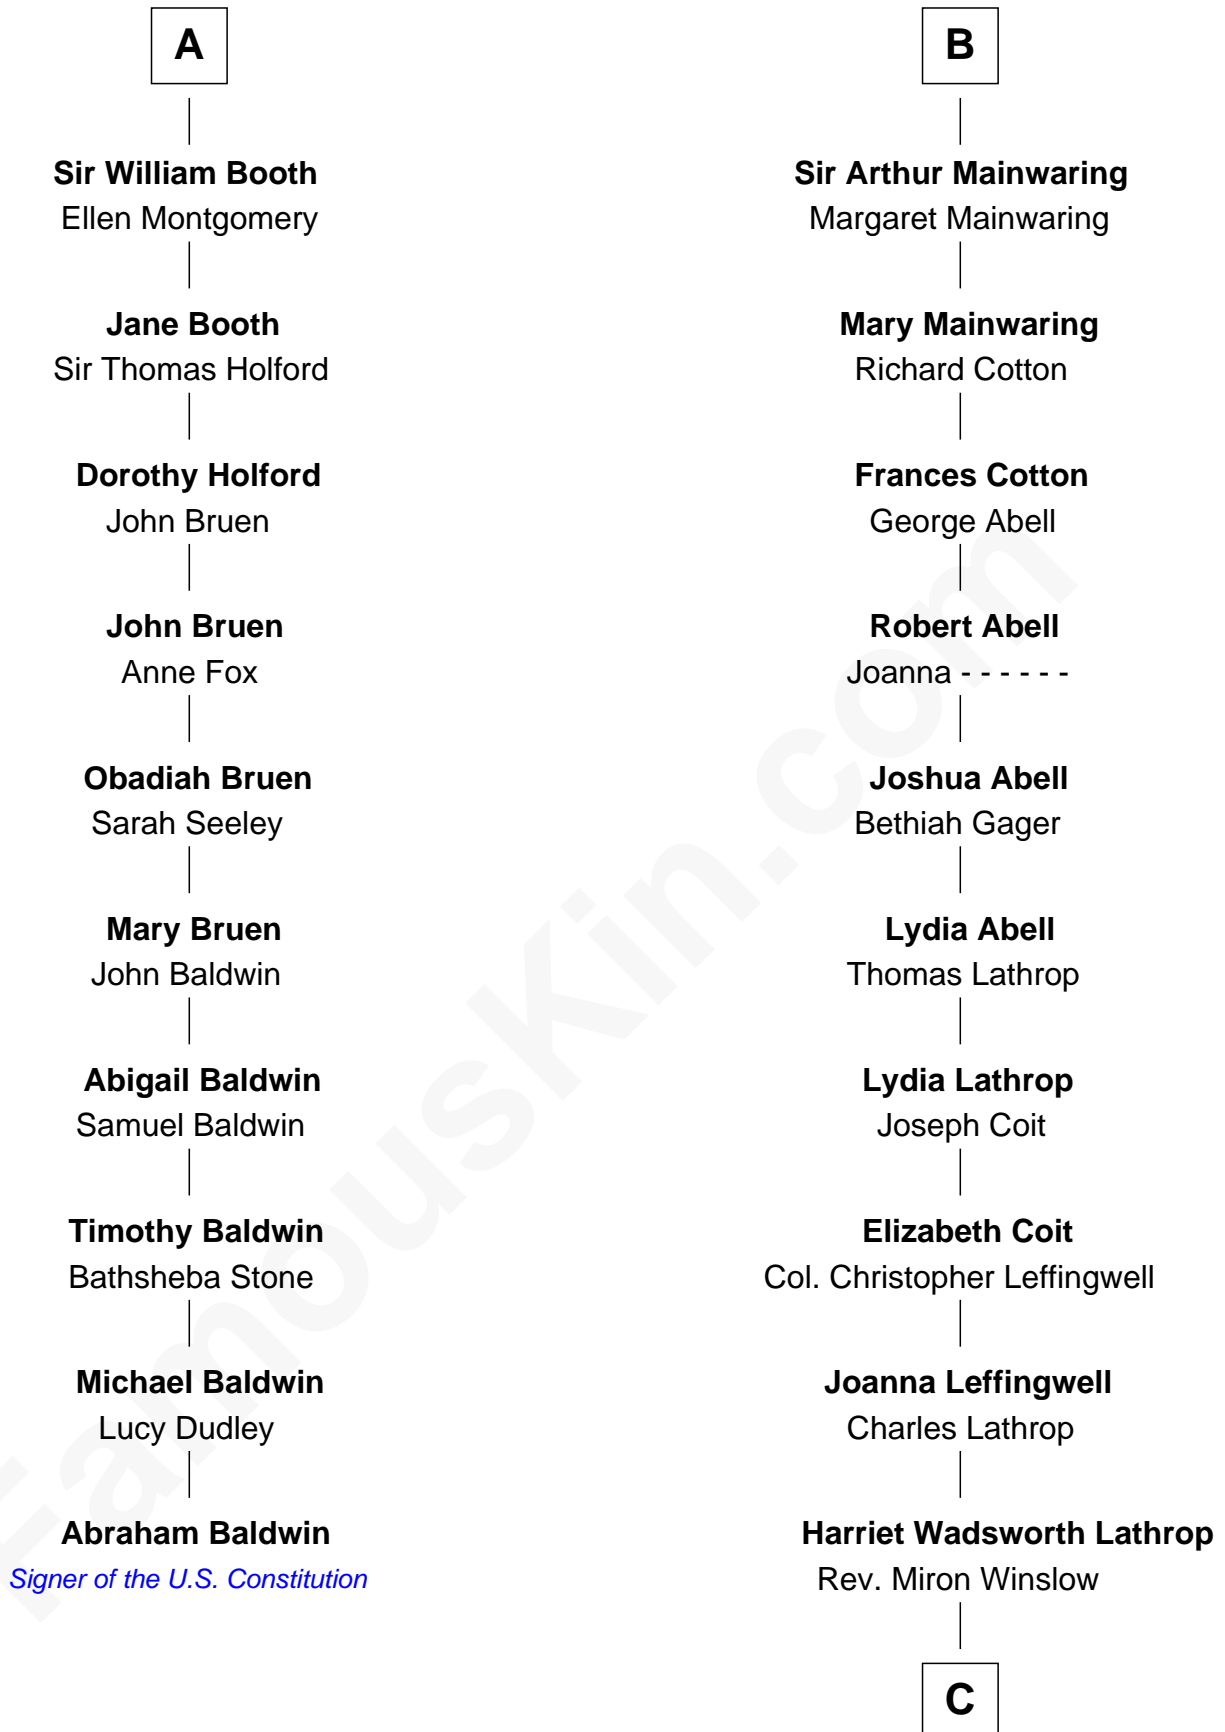 A
Sir William Booth
Ellen Montgomery
Jane Booth
Sir Thomas Holford
Dorothy Holford
John Bruen
John Bruen
Anne Fox
Obadiah Bruen
Sarah Seeley
Mary Bruen
John Baldwin
Abigail Baldwin
Samuel Baldwin
Timothy Baldwin
Bathsheba Stone
Michael Baldwin
Lucy Dudley
Abraham Baldwin
Signer of the U.S. Constitution
B
Sir Arthur Mainwaring
Margaret Mainwaring
Mary Mainwaring
Richard Cotton
Frances Cotton
George Abell
Robert Abell
Joanna - - - - - -
Joshua Abell
Bethiah Gager
Lydia Abell
Thomas Lathrop
Lydia Lathrop
Joseph Coit
Elizabeth Coit
Col. Christopher Leffingwell
Joanna Leffingwell
Charles Lathrop
Harriet Wadsworth Lathrop
Rev. Miron Winslow
C
FamousKin.com